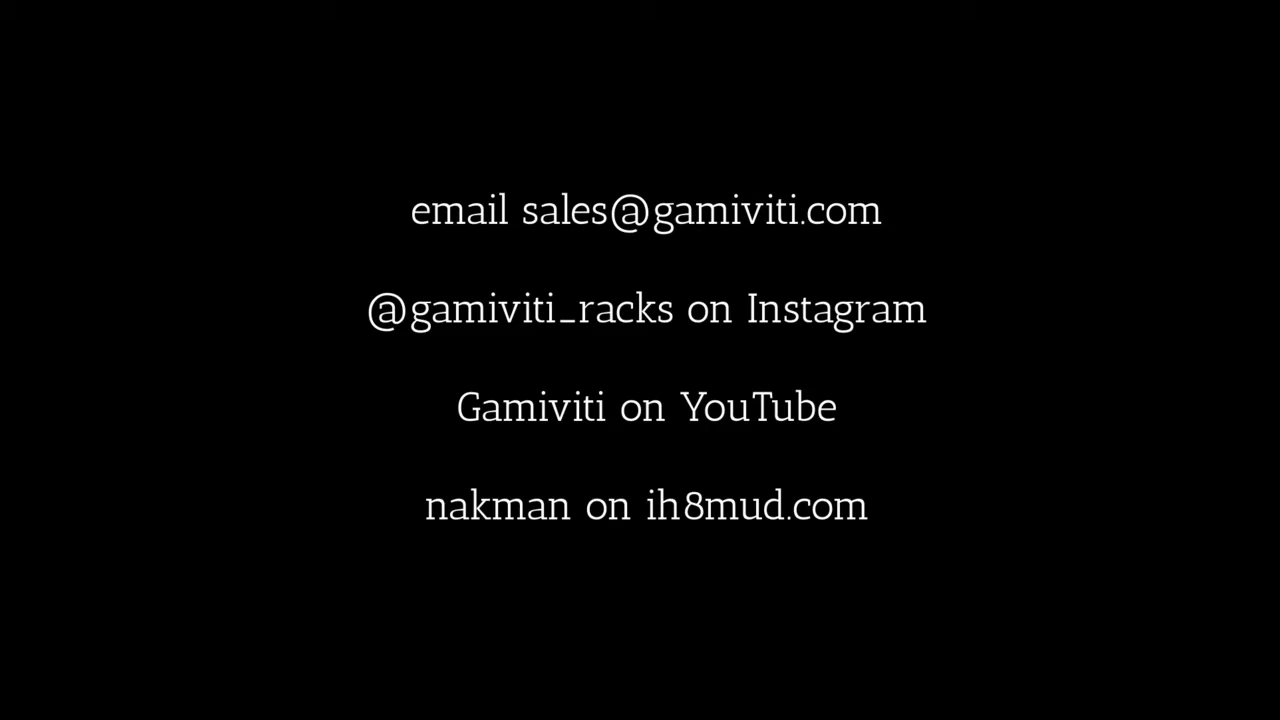 email sales@gamiviti.com
@gamiviti_racks on Instagram
Gamiviti on YouTube
nakman on ih8mud.com